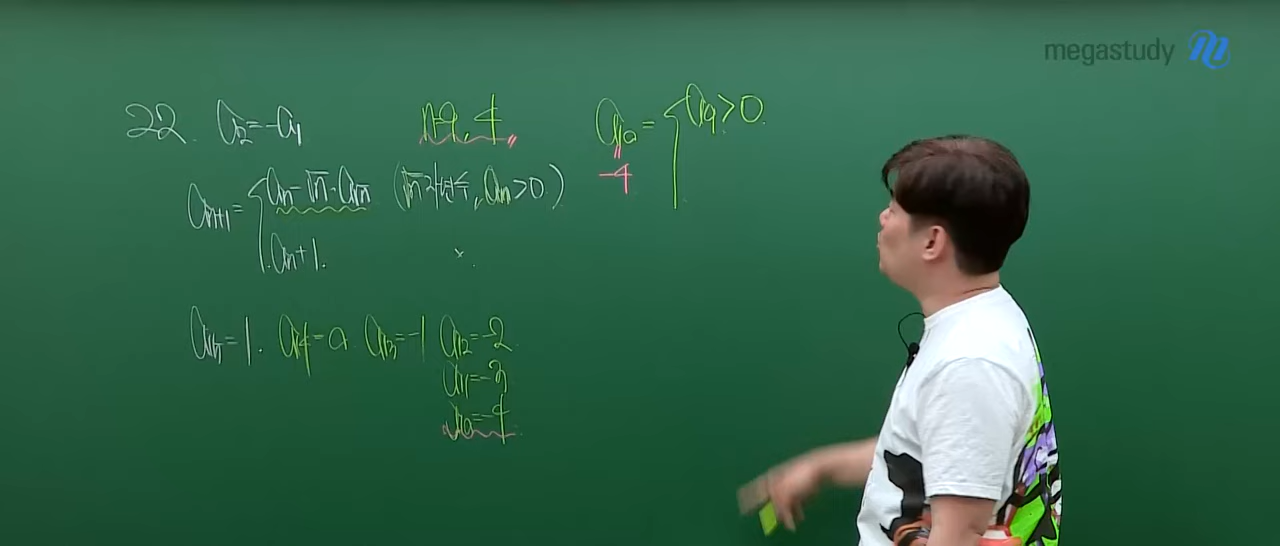 megastudy
22. a₂=-a₁
n=9, 4
a₁₀= { a₉>0.
-4
aₙ₊₁= { aₙ-√n·a√n (√n 자연수, aₙ>0.)
aₙ+1. ×.
a₁₅=1. a₁₄=0. a₁₃=-1 a₁₂=-2
a₁₁=-3
a₁₀=-4